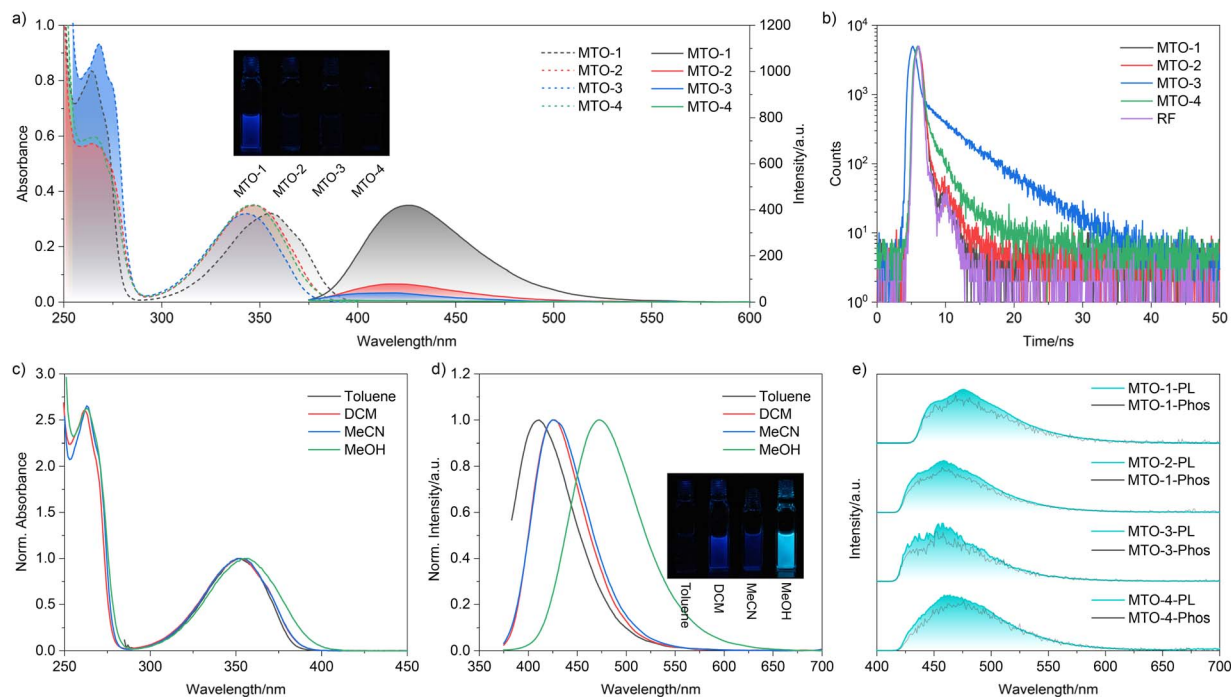 a)
1.0
0.8
0.6
0.4
0.2
0.0
Absorbance
250 300 350 400 450 500 550 600
Wavelength/nm
1200
1000
800
600
400
200
0
Intensity/a.u.
MTO-1
MTO-2
MTO-3
MTO-4
MTO-1
MTO-2
MTO-3
MTO-4
MTO-1
MTO-2
MTO-3
MTO-4
b)
10⁴
10³
10²
10¹
10⁰
Counts
0 10 20 30 40 50
Time/ns
MTO-1
MTO-2
MTO-3
MTO-4
RF
c)
3.0
2.5
2.0
1.5
1.0
0.5
0.0
Norm. Absorbance
250 300 350 400 450
Wavelength/nm
Toluene
DCM
MeCN
MeOH
d)
1.2
1.0
0.8
0.6
0.4
0.2
0.0
Norm. Intensity/a.u.
350 400 450 500 550 600 650 700
Wavelength/nm
Toluene
DCM
MeCN
MeOH
Toluene
DCM
MeCN
MeOH
e)
Intensity/a.u.
MTO-1-PL
MTO-1-Phos
MTO-2-PL
MTO-1-Phos
MTO-3-PL
MTO-3-Phos
MTO-4-PL
MTO-4-Phos
400 450 500 550 600 650 700
Wavelength/nm